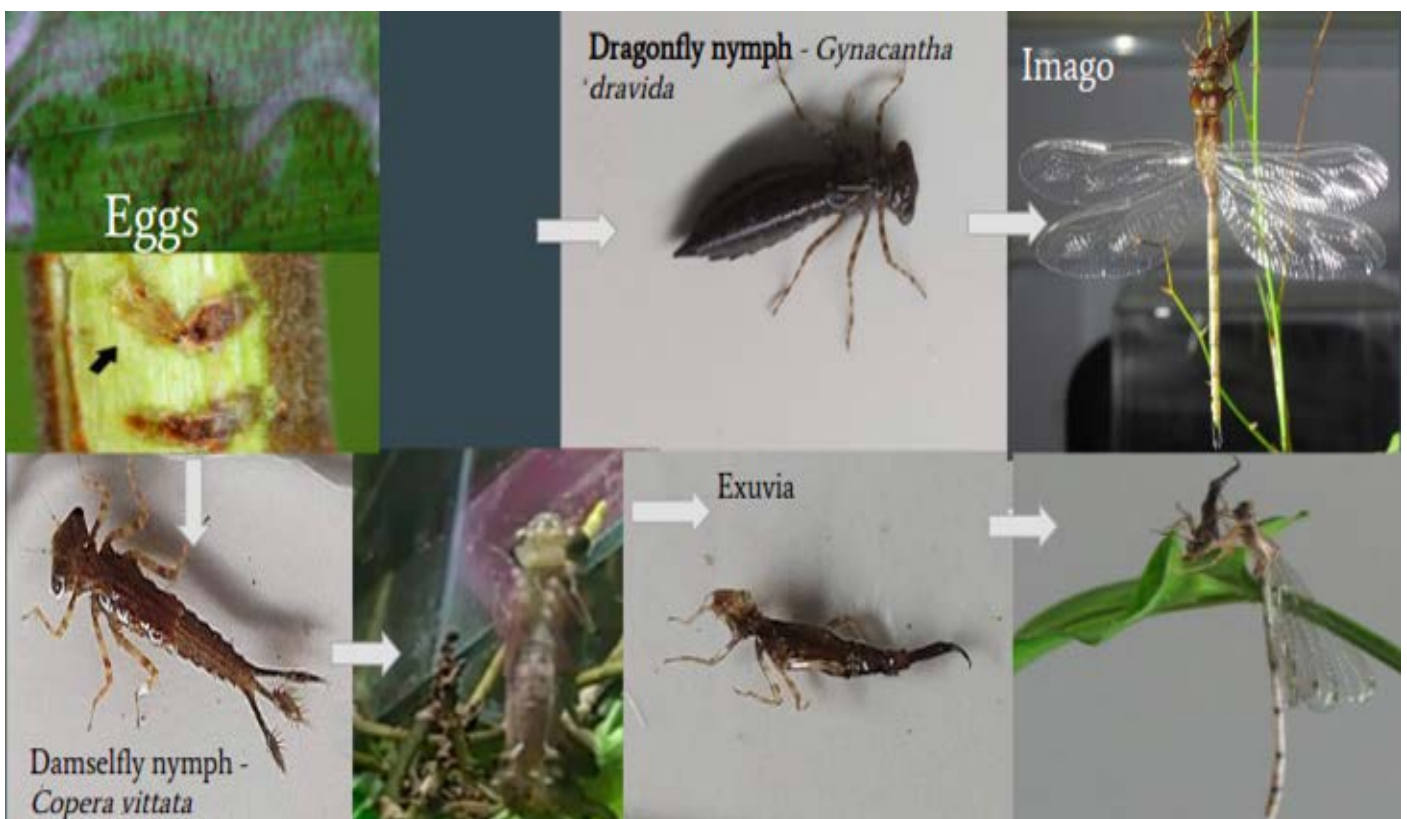 Dragonfly nymph - Gynacantha
dravida
Imago
Eggs
Exuvia
Damselfly nymph -
Copera vittata